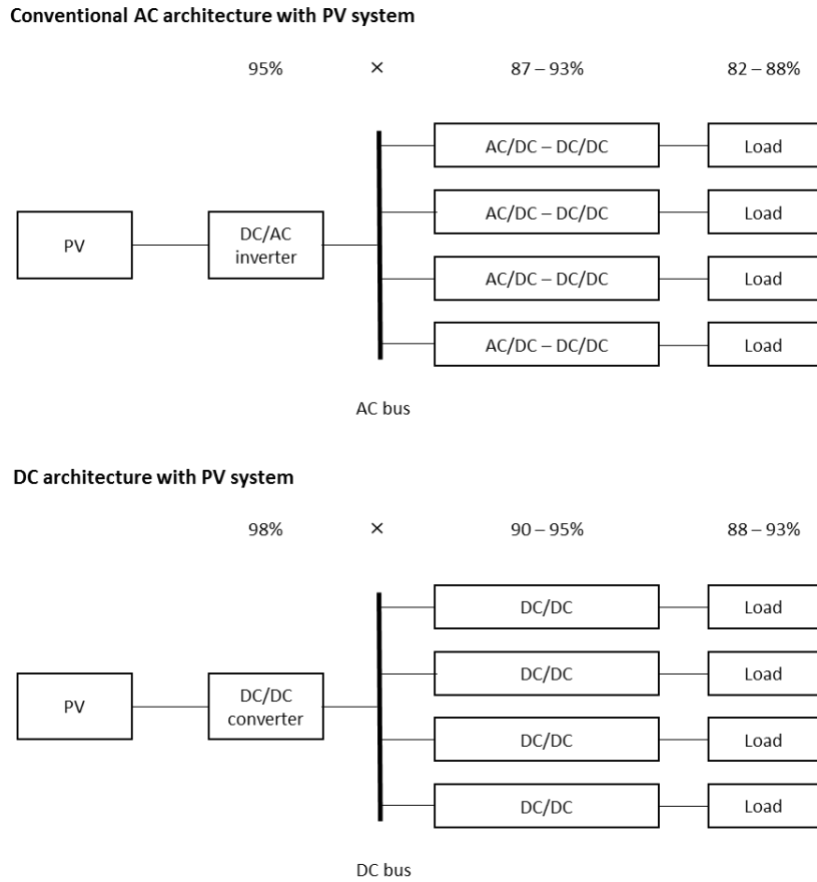 Conventional AC architecture with PV system
95% × 87 – 93% 82 – 88%
AC/DC – DC/DC Load
AC/DC – DC/DC Load
PV
DC/AC
inverter
AC/DC – DC/DC Load
AC/DC – DC/DC Load
AC bus
DC architecture with PV system
98% × 90 – 95% 88 – 93%
DC/DC Load
DC/DC Load
PV
DC/DC
converter
DC/DC Load
DC/DC Load
DC bus